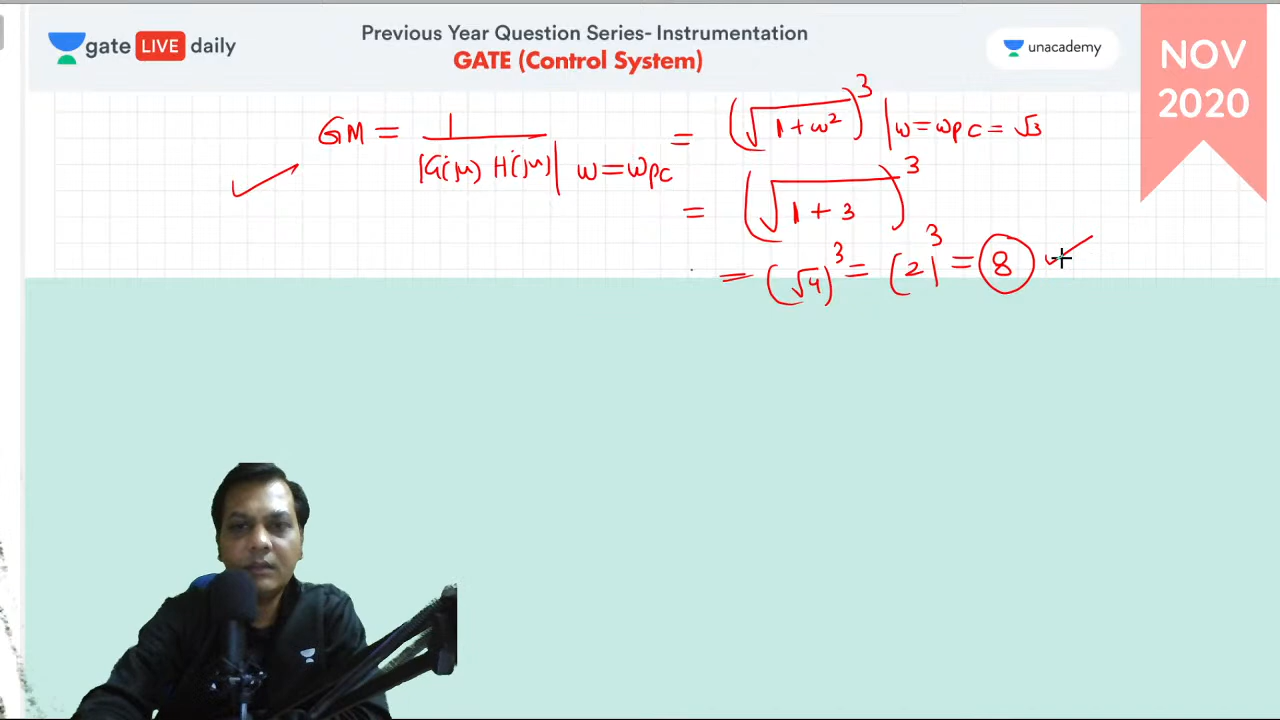 Previous Year Question Series- Instrumentation
gate LIVE daily
GATE (Control System)
unacademy
NOV
2020
GM = 1 / |G(jω) H(jω)| ω=ωpc = (√1+ω²)³ | ω=ωpc=√3
= (√1+3)³
= (√4)³ = (2)³ = 8 ✓